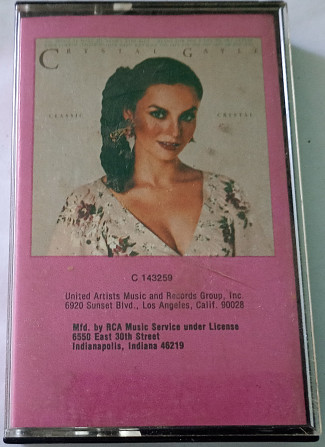 CRYSTAL GAYLE
CLASSIC CRYSTAL
C 143259
United Artists Music and Records Group, Inc.
6920 Sunset Blvd., Los Angeles, Calif. 90028
Mfd. by RCA Music Service under License
6550 East 30th Street
Indianapolis, Indiana 46219